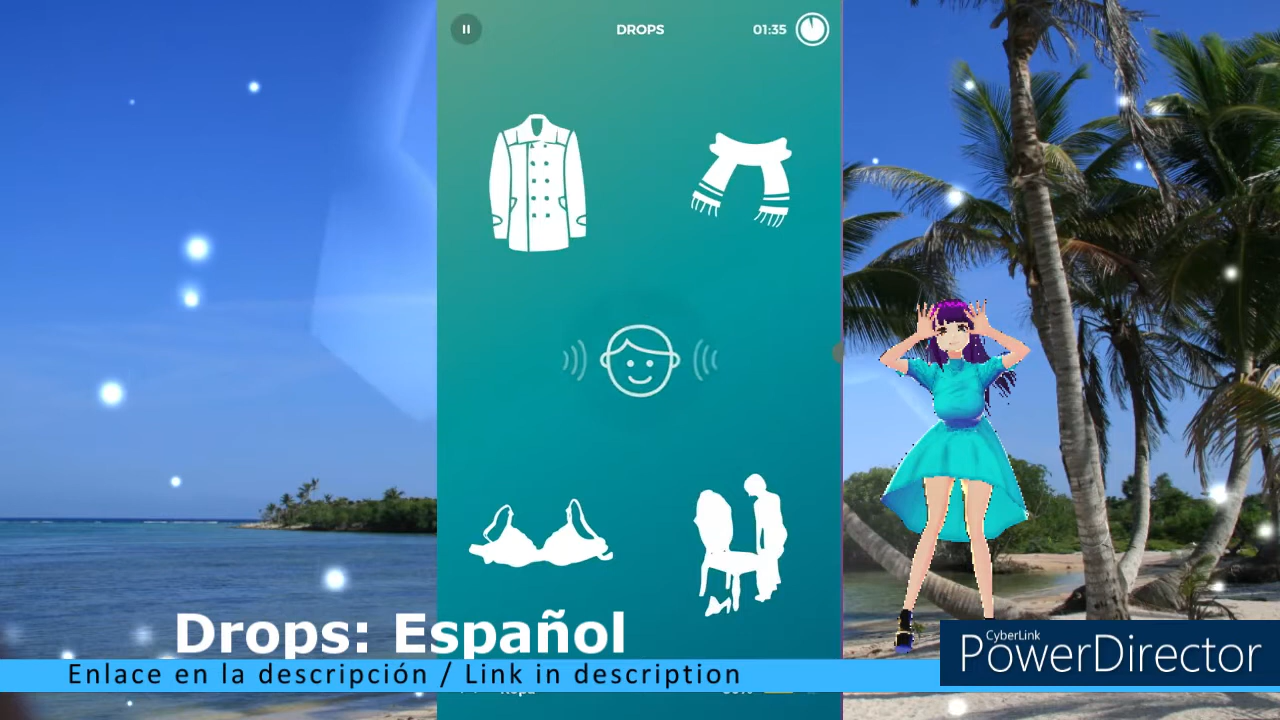 DROPS
01:35
Drops: Español
Enlace en la descripción / Link in description
CyberLink
PowerDirector